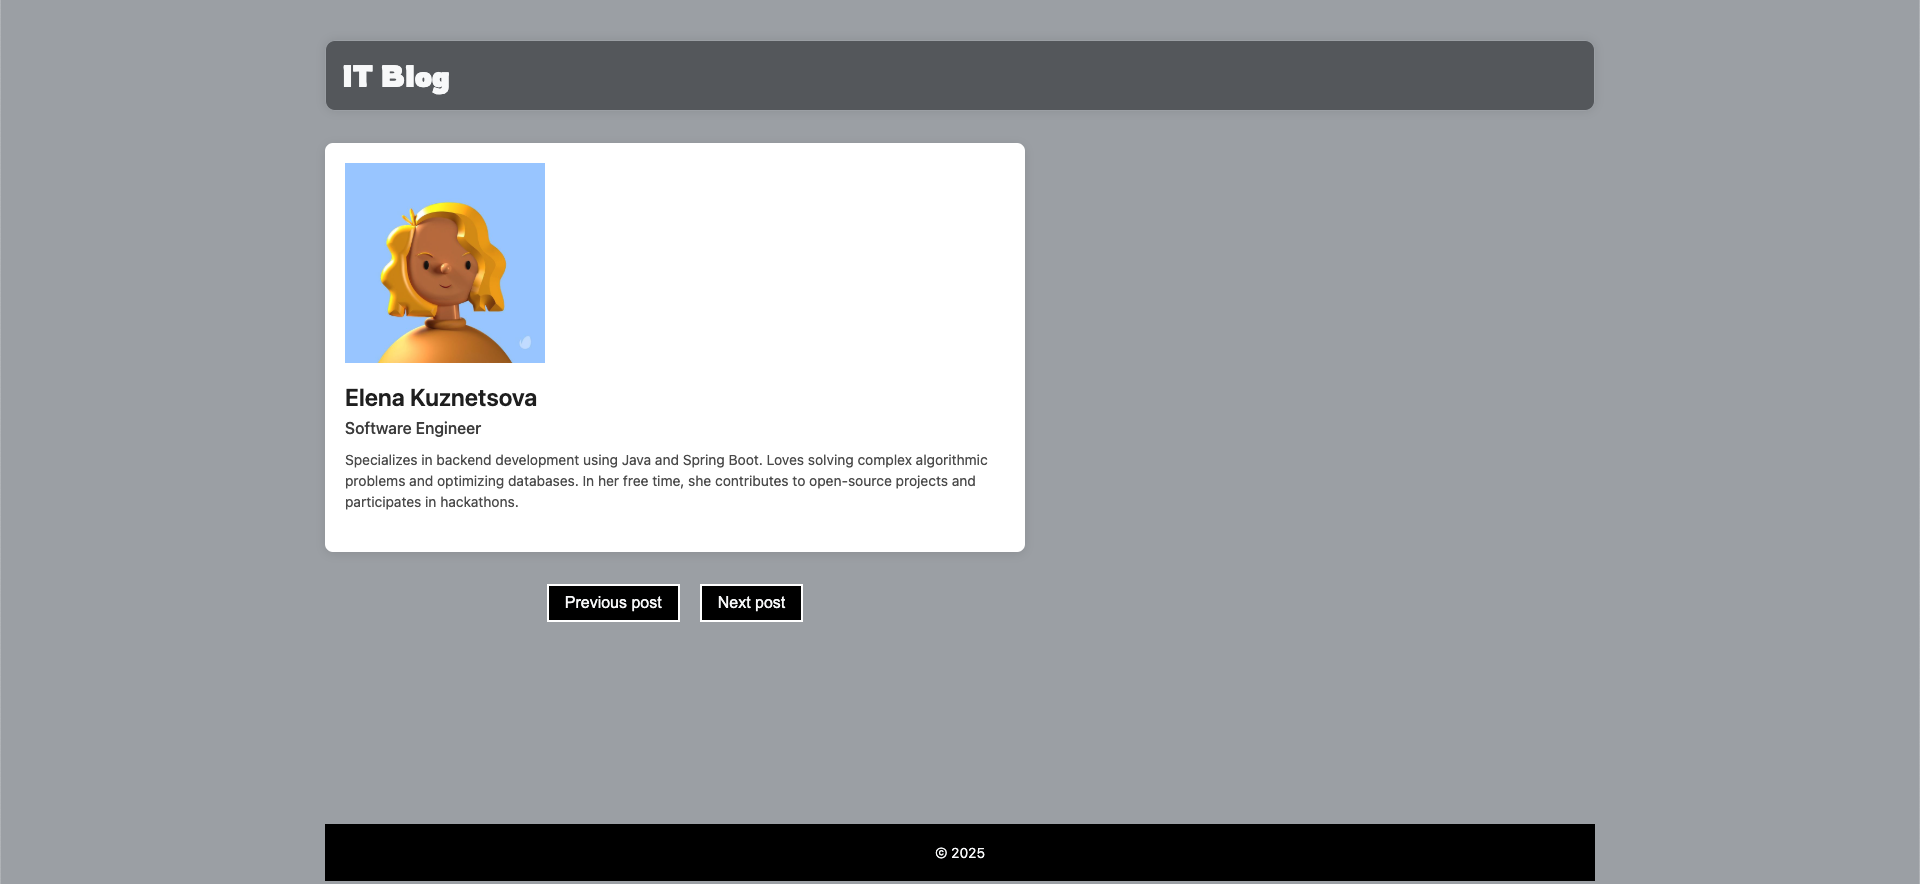 IT Blog
Elena Kuznetsova
Software Engineer
Specializes in backend development using Java and Spring Boot. Loves solving complex algorithmic
problems and optimizing databases. In her free time, she contributes to open-source projects and
participates in hackathons.
Previous post
Next post
© 2025